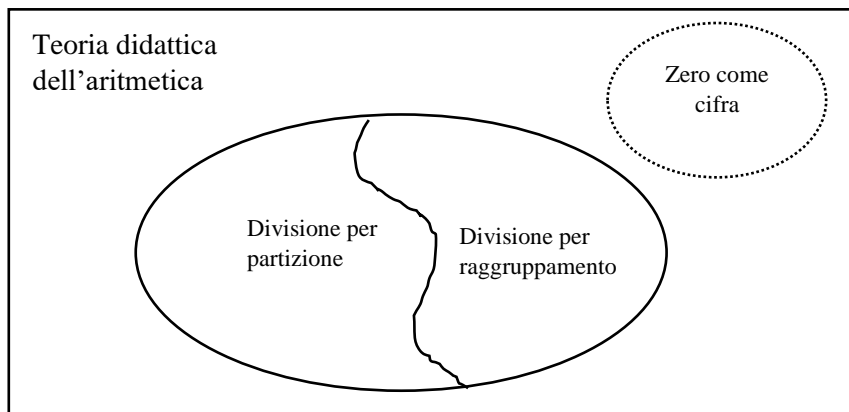 Teoria didattica
dell’aritmetica
Zero come
cifra
Divisione per
partizione
Divisione per
raggruppamento